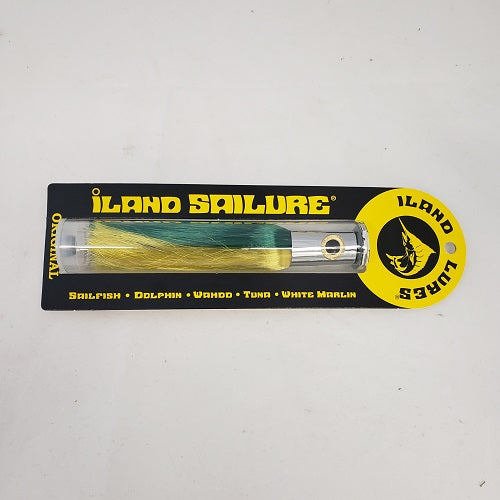 ILAND SAILURE®
ORIGINAL
SAILFISH • DOLPHIN • WAHOO • TUNA • WHITE MARLIN
ILAND
LURES®